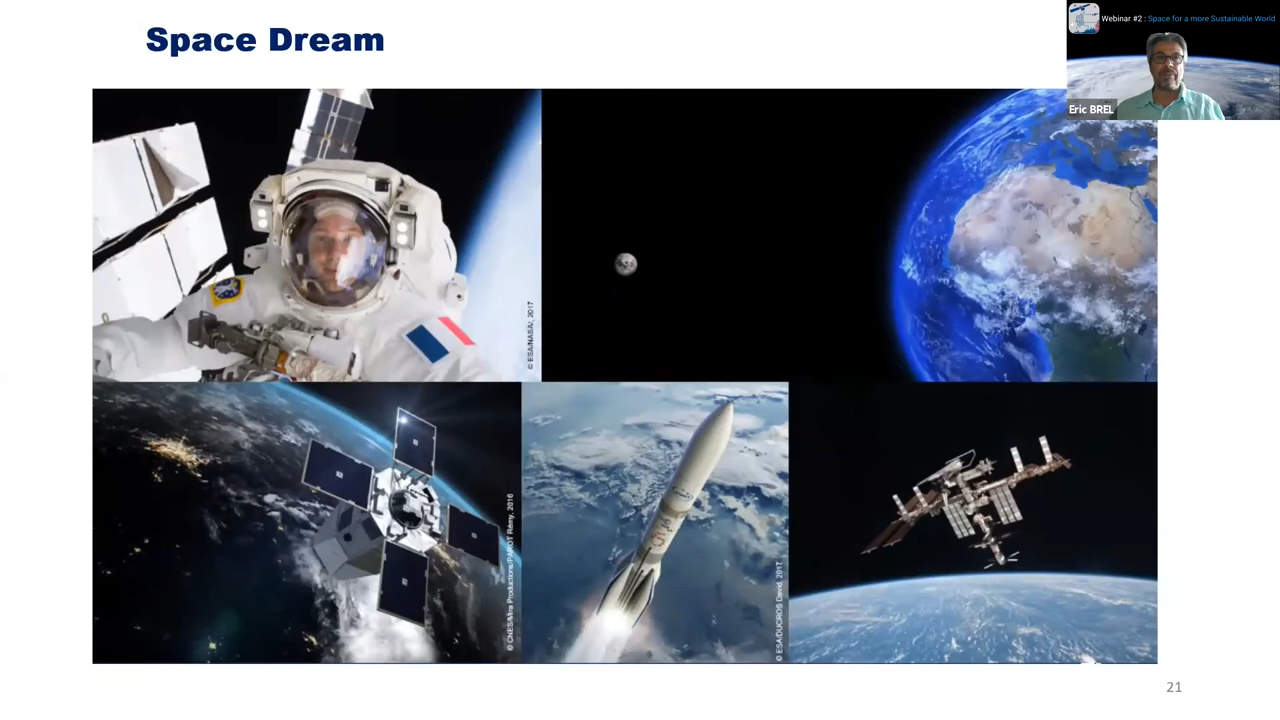 Space Dream
Webinar #2 : Space for a more Sustainable World
Eric BREL
© ESA/NASA/, 2017
© CNES/Mira Productions/PAROT Rémy, 2016
© ESA/DUCROS David, 2017
21